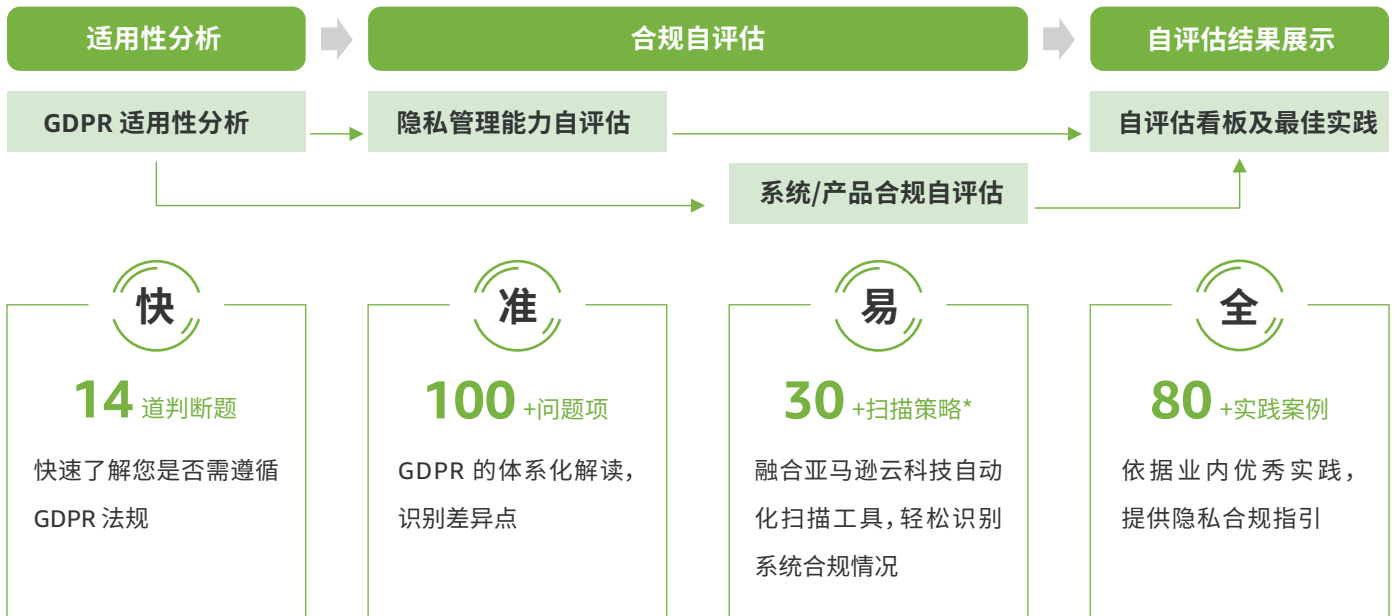 适用性分析
合规自评估
自评估结果展示
GDPR 适用性分析
隐私管理能力自评估
自评估看板及最佳实践
系统/产品合规自评估
快
14 道判断题
快速了解您是否需遵循
GDPR 法规
准
100 +问题项
GDPR 的体系化解读，
识别差异点
易
30 +扫描策略*
融合亚马逊云科技自动
化扫描工具，轻松识别
系统合规情况
全
80 +实践案例
依据业内优秀实践，
提供隐私合规指引